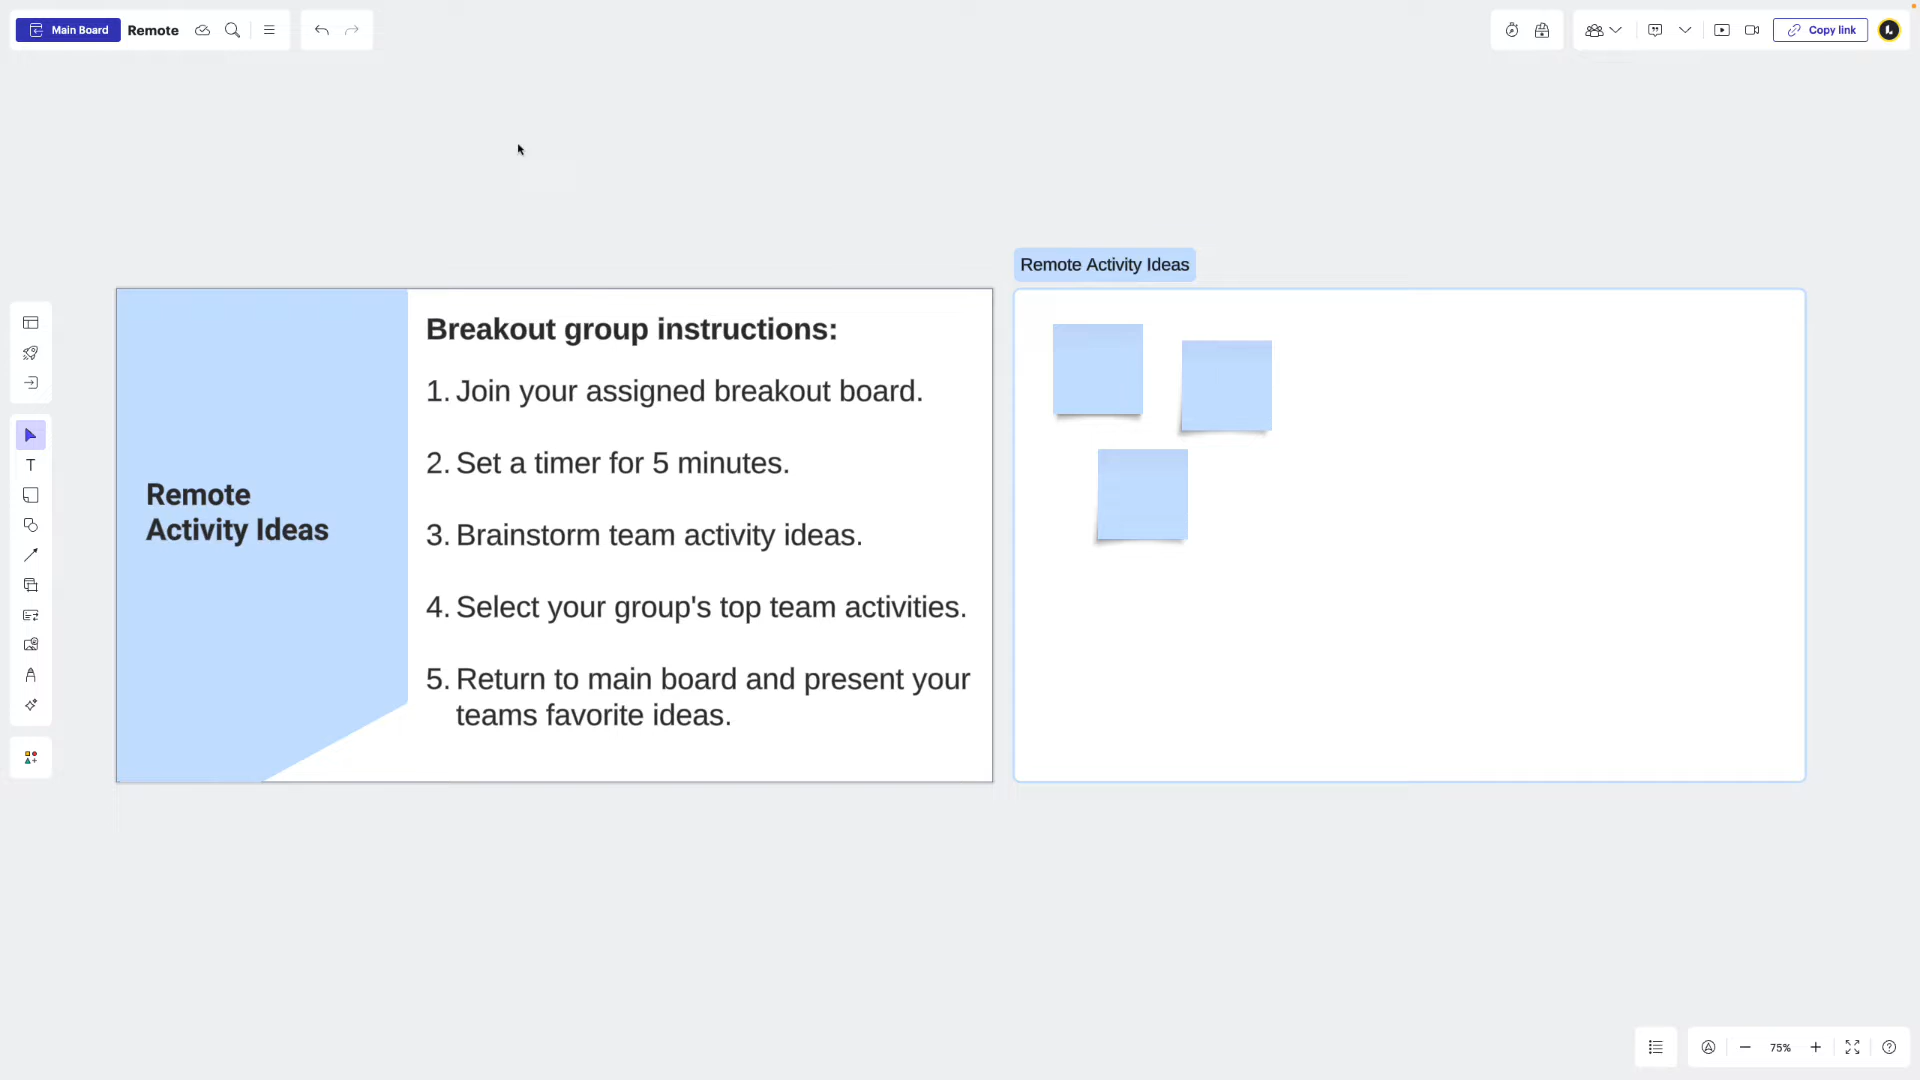 Main Board
Remote
Copy link
Remote Activity Ideas
Breakout group instructions:
1. Join your assigned breakout board.
2. Set a timer for 5 minutes.
3. Brainstorm team activity ideas.
4. Select your group's top team activities.
5. Return to main board and present your
teams favorite ideas.
Remote
Activity Ideas
75%